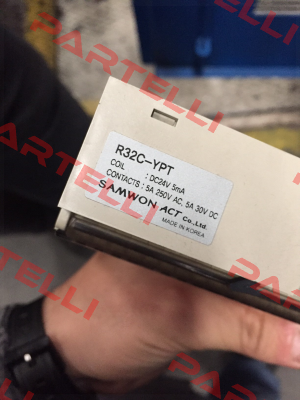 R32C-YPT
COIL : DC24V 5mA
CONTACTS : 5A 250V AC, 5A 30V DC
SAMWON ACT Co.,Ltd.
MADE IN KOREA
PARTELLI
PARTELLI
PARTELLI
PARTELLI